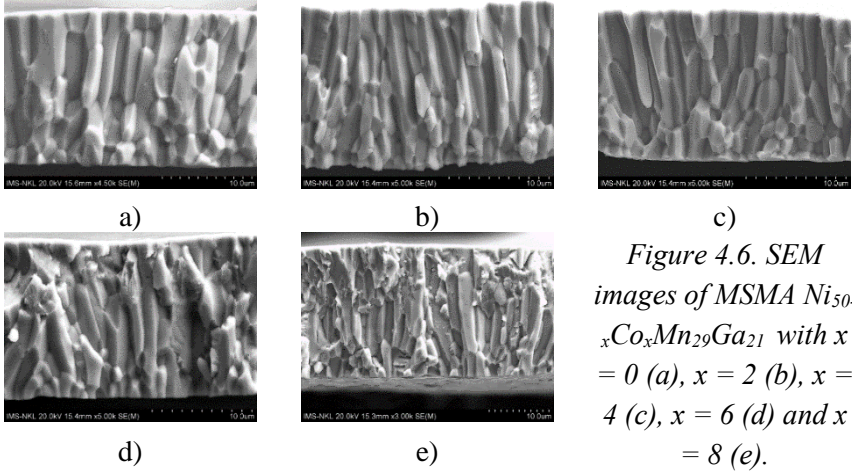 IMS-NKL 20.0kV 15.6mm x4.50k SE(M) 10.0um
IMS-NKL 20.0kV 15.4mm x5.00k SE(M) 10.0um
IMS-NKL 20.0kV 15.4mm x5.00k SE(M) 10.0um
a)
b)
c)
IMS-NKL 20.0kV 15.4mm x5.00k SE(M) 10.0um
IMS-NKL 20.0kV 15.3mm x3.00k SE(M) 10.0um
d)
e)
Figure 4.6. SEM
images of MSMA Ni50-
xCoxMn29Ga21 with x
= 0 (a), x = 2 (b), x =
4 (c), x = 6 (d) and x
= 8 (e).